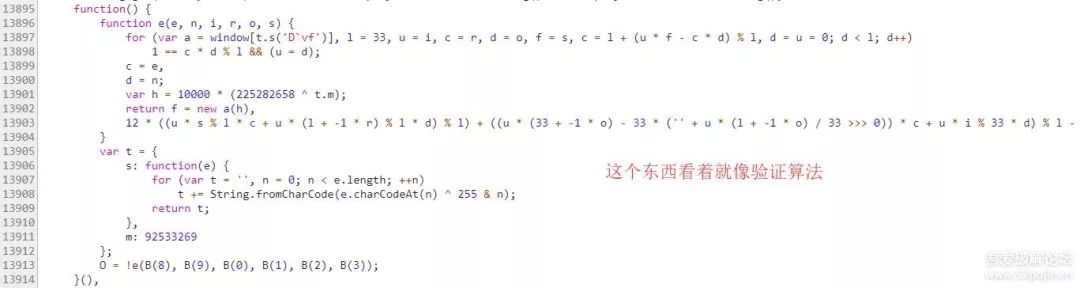 13895 function() {
13896 function e(e, n, i, r, o, s) {
13897 for (var a = window[t.s('D`vf')], l = 33, u = i, c = r, d = o, f = s, c = l + (u * f - c * d) % l, d = u = 0; d < l; d++)
13898 1 == c * d % l && (u = d);
13899 c = e,
13900 d = n;
13901 var h = 10000 * (225282658 ^ t.m);
13902 return f = new a(h),
13903 12 * ((u * s % l * c + u * (l + -1 * r) % l * d) % l) + ((u * (33 + -1 * o) - 33 * ('' + u * (l + -1 * o) / 33 >>> 0)) * c + u * i % 33 * d) % l -
13904 }
13905 var t = {
13906 s: function(e) {
13907 for (var t = '', n = 0; n < e.length; ++n)
13908 t += String.fromCharCode(e.charCodeAt(n) ^ 255 & n);
13909 return t;
13910 },
13911 m: 92533269
13912 };
13913 O = !e(B(8), B(9), B(0), B(1), B(2), B(3));
13914 }(),
这个东西看着就像验证算法
吾爱破解论坛
www.52pojie.cn